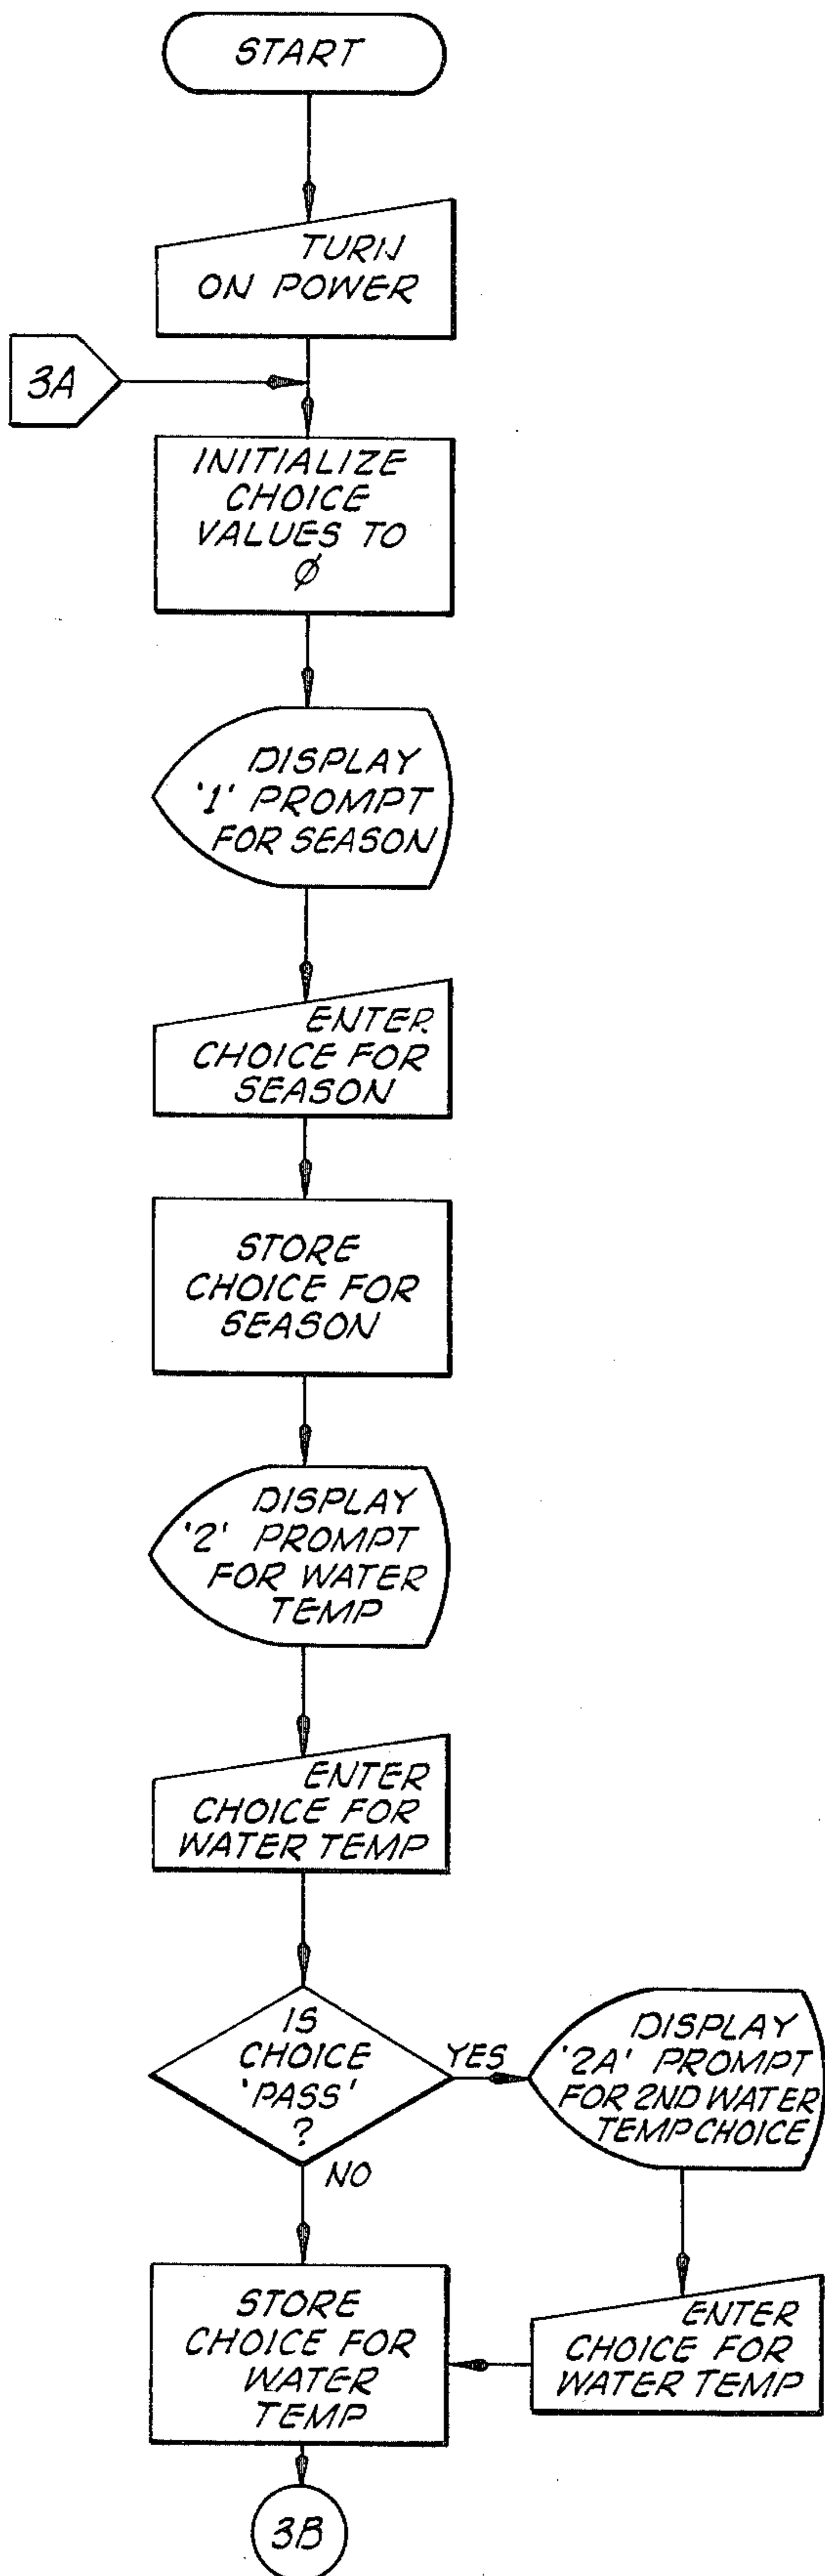 START
TURN
ON POWER
3A
INITIALIZE
CHOICE
VALUES TO
Ø
DISPLAY
'1' PROMPT
FOR SEASON
ENTER
CHOICE FOR
SEASON
STORE
CHOICE FOR
SEASON
DISPLAY
'2' PROMPT
FOR WATER
TEMP
ENTER
CHOICE FOR
WATER TEMP
IS
CHOICE
'PASS'
?
YES
NO
DISPLAY
'2A' PROMPT
FOR 2ND WATER
TEMP CHOICE
ENTER
CHOICE FOR
WATER TEMP
STORE
CHOICE FOR
WATER
TEMP
3B